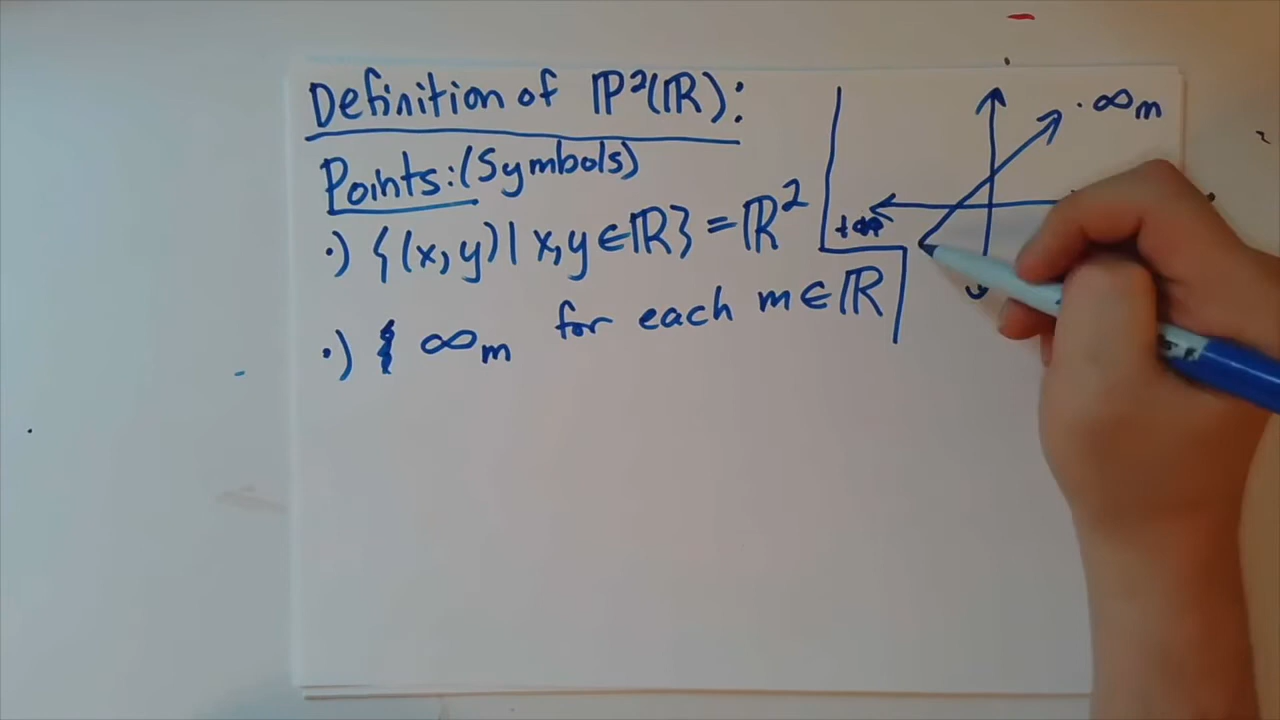 Definition of ℙ²(ℝ):
Points: (Symbols)
·) {(x,y) | x,y ∈ ℝ} = ℝ²
·) ∞ₘ for each m ∈ ℝ
· ∞ₘ